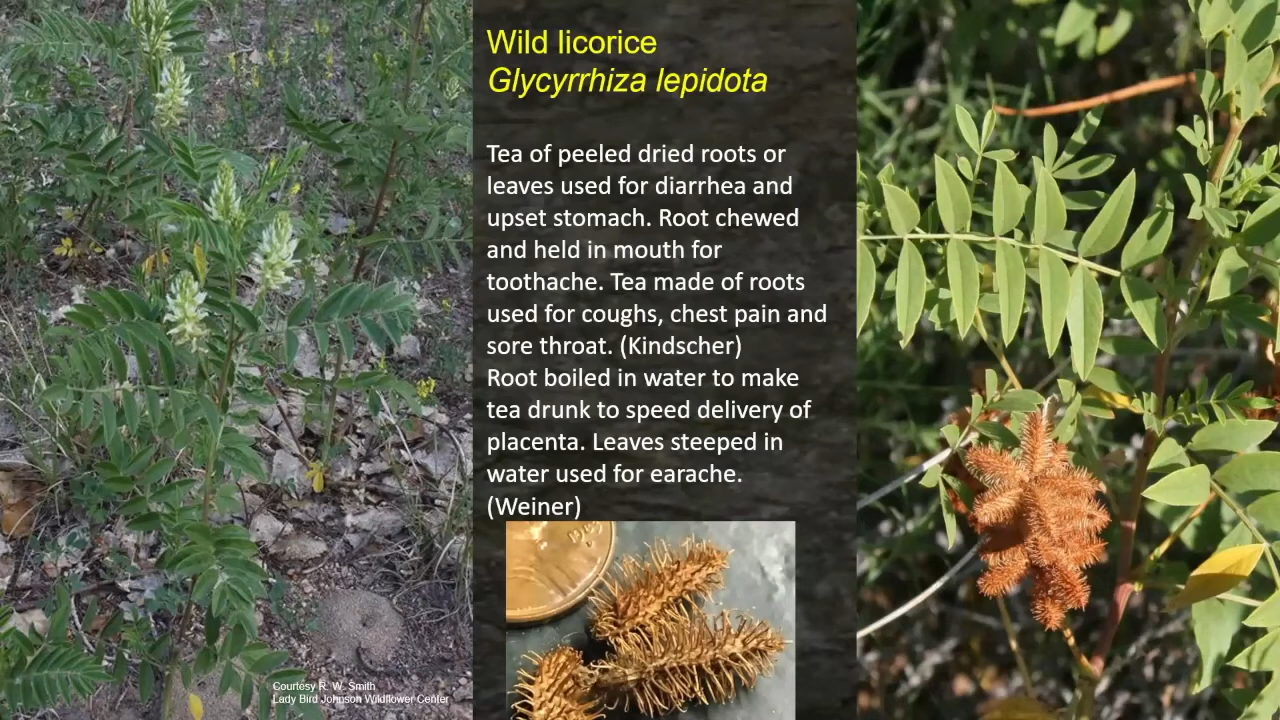 Wild licorice
Glycyrrhiza lepidota
Tea of peeled dried roots or
leaves used for diarrhea and
upset stomach. Root chewed
and held in mouth for
toothache. Tea made of roots
used for coughs, chest pain and
sore throat. (Kindscher)
Root boiled in water to make
tea drunk to speed delivery of
placenta. Leaves steeped in
water used for earache.
(Weiner)
Courtesy R. W. Smith
Lady Bird Johnson Wildflower Center